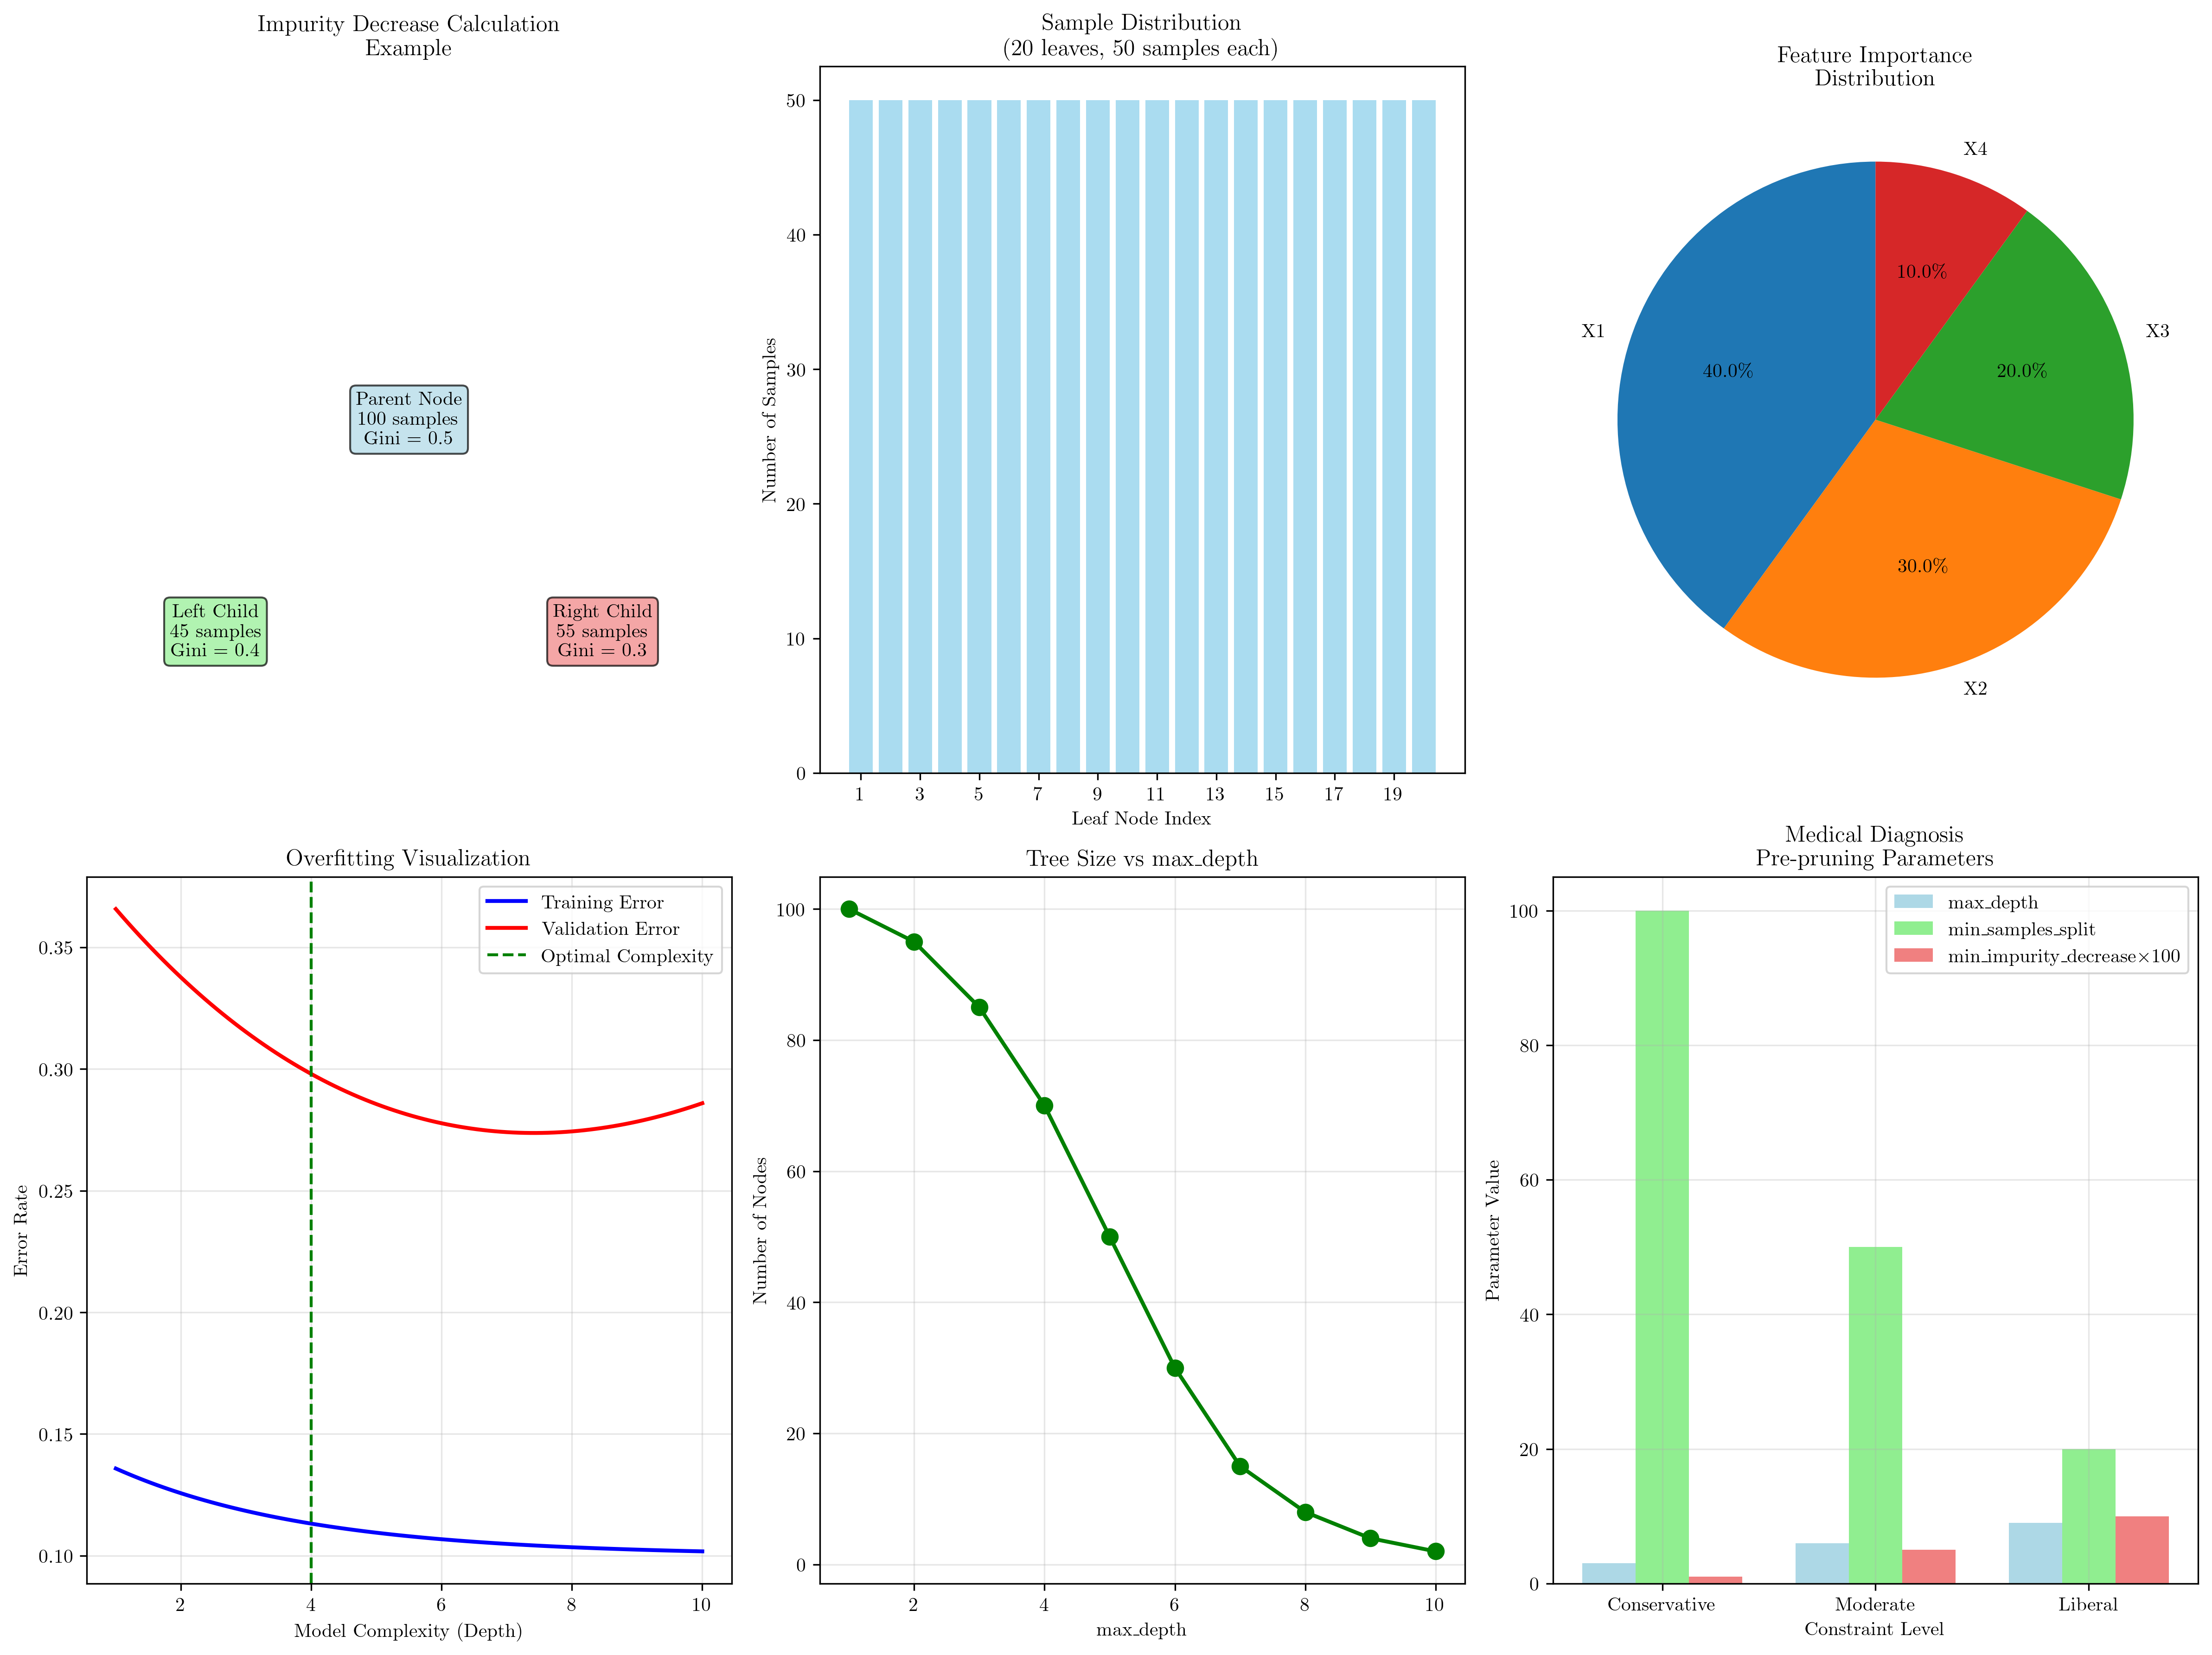 Impurity Decrease Calculation
Example
Parent Node
100 samples
Gini = 0.5
Left Child
45 samples
Gini = 0.4
Right Child
55 samples
Gini = 0.3
Sample Distribution
(20 leaves, 50 samples each)
Number of Samples
50
40
30
20
10
0
1
3
5
7
9
11
13
15
17
19
Leaf Node Index
Feature Importance
Distribution
X4
X1
X3
X2
10.0%
40.0%
20.0%
30.0%
Overfitting Visualization
Training Error
Validation Error
Optimal Complexity
Error Rate
0.35
0.30
0.25
0.20
0.15
0.10
2
4
6
8
10
Model Complexity (Depth)
Tree Size vs max_depth
Number of Nodes
100
80
60
40
20
0
2
4
6
8
10
max_depth
Medical Diagnosis
Pre-pruning Parameters
max_depth
min_samples_split
min_impurity_decrease×100
Parameter Value
100
80
60
40
20
0
Conservative
Moderate
Liberal
Constraint Level